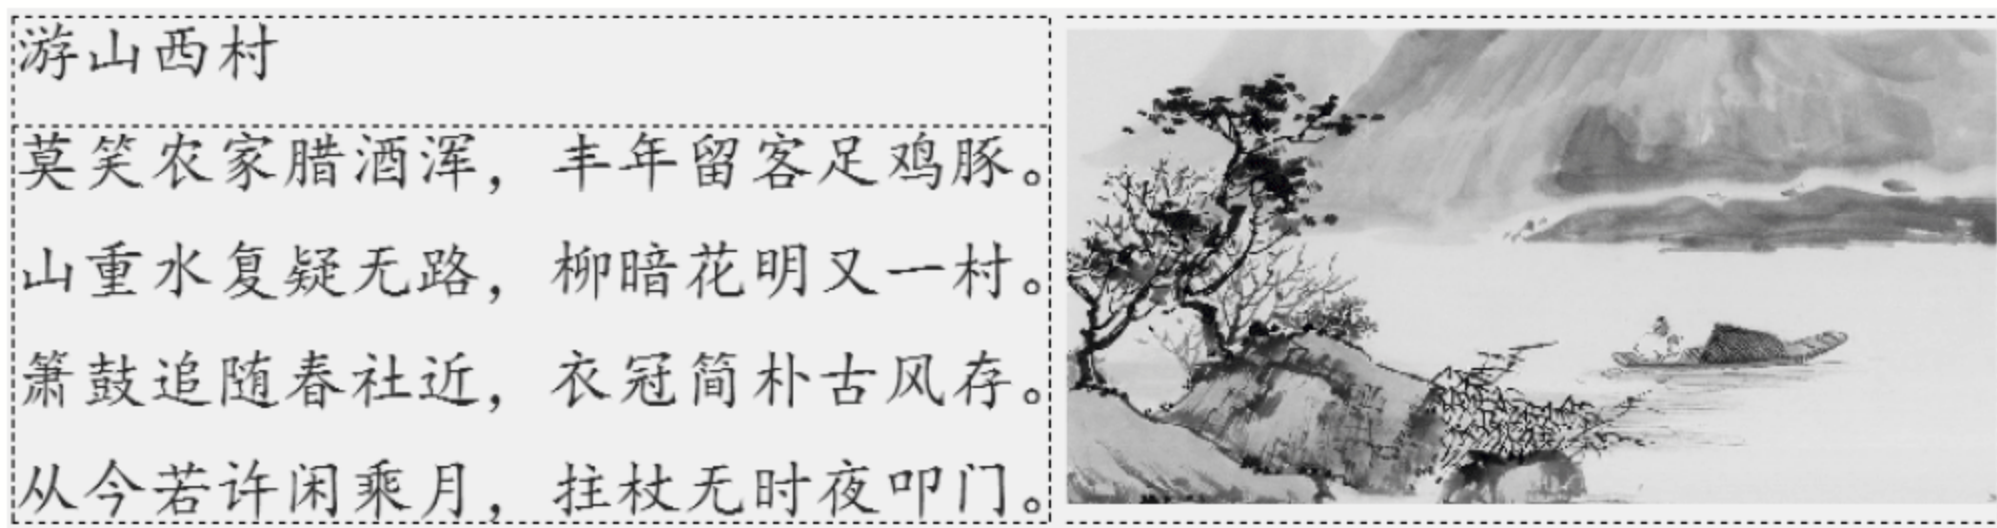 游山西村
莫笑农家腊酒浑，丰年留客足鸡豚。
山重水复疑无路，柳暗花明又一村。
箫鼓追随春社近，衣冠简朴古风存。
从今若许闲乘月，拄杖无时夜叩门。